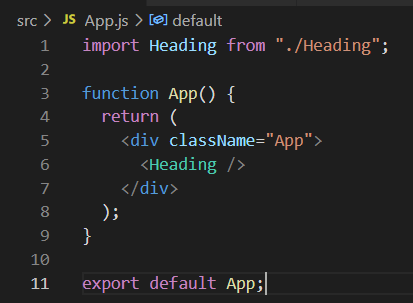 src > JS App.js > default
1 import Heading from "./Heading";
2
3 function App() {
4   return (
5     <div className="App">
6       <Heading />
7     </div>
8   );
9 }
10
11 export default App;